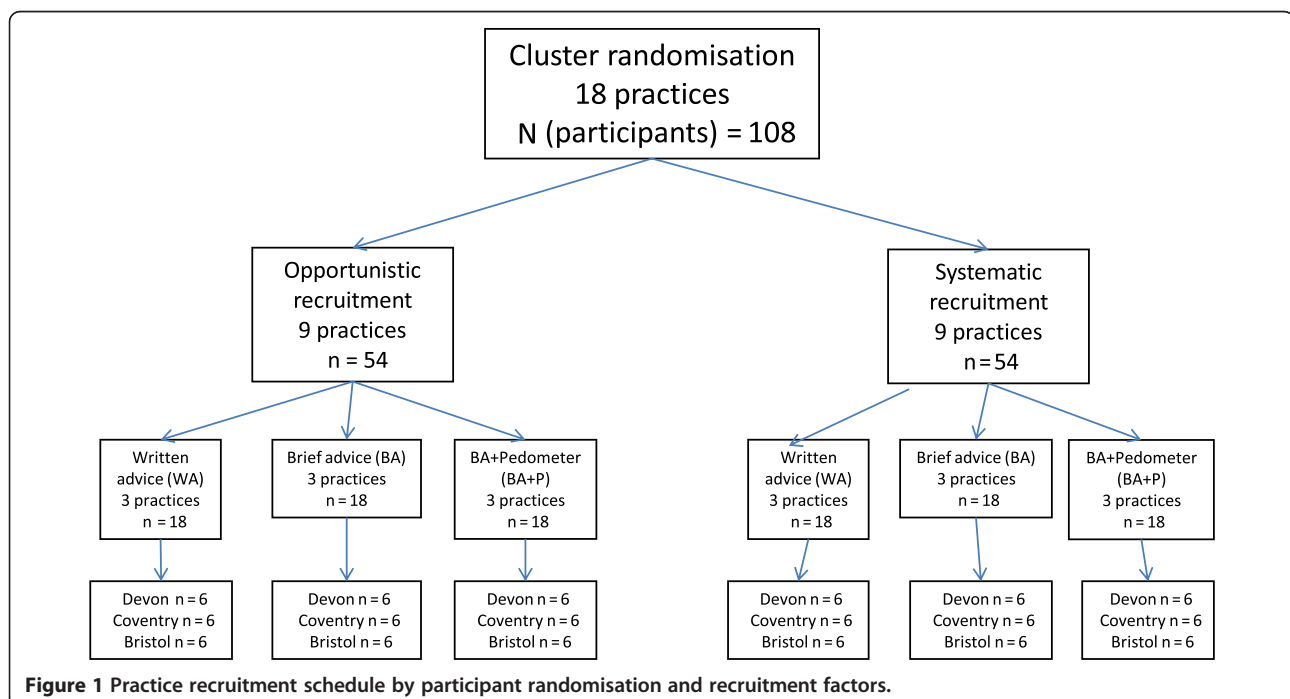 Cluster randomisation
18 practices
N (participants) = 108
Opportunistic
recruitment
9 practices
n = 54
Systematic
recruitment
9 practices
n = 54
Written
advice (WA)
3 practices
n = 18
Brief advice (BA)
3 practices
n = 18
BA+Pedometer
(BA+P)
3 practices
n = 18
Written
advice (WA)
3 practices
n = 18
Brief advice (BA)
3 practices
n = 18
BA+Pedometer
(BA+P)
3 practices
n = 18
Devon n = 6
Coventry n = 6
Bristol n = 6
Devon n = 6
Coventry n = 6
Bristol n = 6
Devon n = 6
Coventry n = 6
Bristol n = 6
Devon n = 6
Coventry n = 6
Bristol n = 6
Devon n = 6
Coventry n = 6
Bristol n = 6
Devon n = 6
Coventry n = 6
Bristol n = 6
Figure 1 Practice recruitment schedule by participant randomisation and recruitment factors.